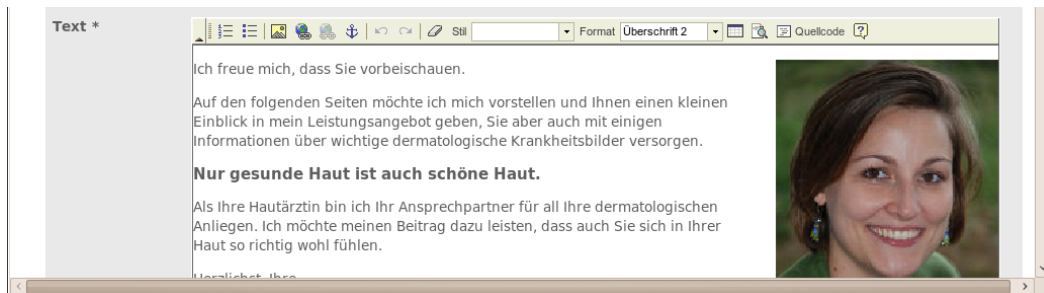 Text *
Stil
Format Überschrift 2
Quellcode
Ich freue mich, dass Sie vorbeischauen.
Auf den folgenden Seiten möchte ich mich vorstellen und Ihnen einen kleinen
Einblick in mein Leistungsangebot geben, Sie aber auch mit einigen
Informationen über wichtige dermatologische Krankheitsbilder versorgen.
Nur gesunde Haut ist auch schöne Haut.
Als Ihre Hautärztin bin ich Ihr Ansprechpartner für all Ihre dermatologischen
Anliegen. Ich möchte meinen Beitrag dazu leisten, dass auch Sie sich in Ihrer
Haut so richtig wohl fühlen.
Herzlichst, Ihre